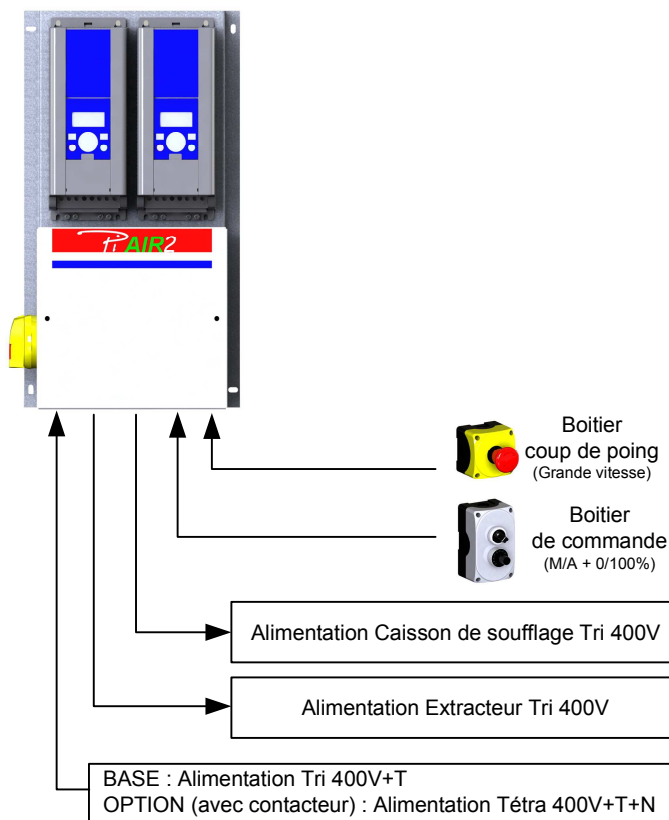 Pi AIR2
Boitier
coup de poing
(Grande vitesse)
Boitier
de commande
(M/A + 0/100%)
Alimentation Caisson de soufflage Tri 400V
Alimentation Extracteur Tri 400V
BASE : Alimentation Tri 400V+T
OPTION (avec contacteur) : Alimentation Tétra 400V+T+N